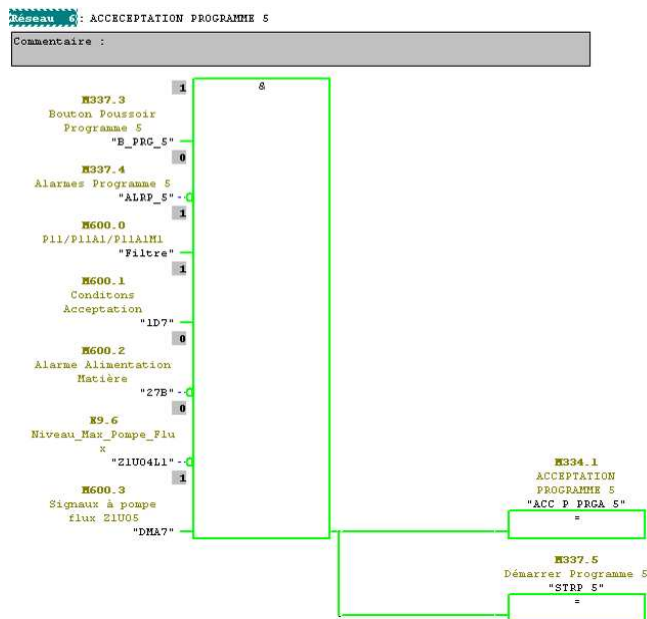 Réseau 6: ACCECEPTATION PROGRAMME 5
Commentaire :
1
&
M337.3
Bouton Poussoir
Programme 5
"B_PRG_5"
0
M337.4
Alarmes Programme 5
"ALRP_5"
1
M600.0
P11/P11A1/P11A1M1
"Filtre"
1
M600.1
Conditons
Acceptation
"1D7"
0
M600.2
Alarme Alimentation
Matière
"27B"
0
E9.6
Niveau_Max_Pompe_Flu
x
"Z1U04L1"
1
M600.3
Signaux à pompe
flux Z1U05
"DMA7"
M334.1
ACCEPTATION
PROGRAMME 5
"ACC P PRGA 5"
=
M337.5
Démarrer Programme 5
"STRP 5"
=